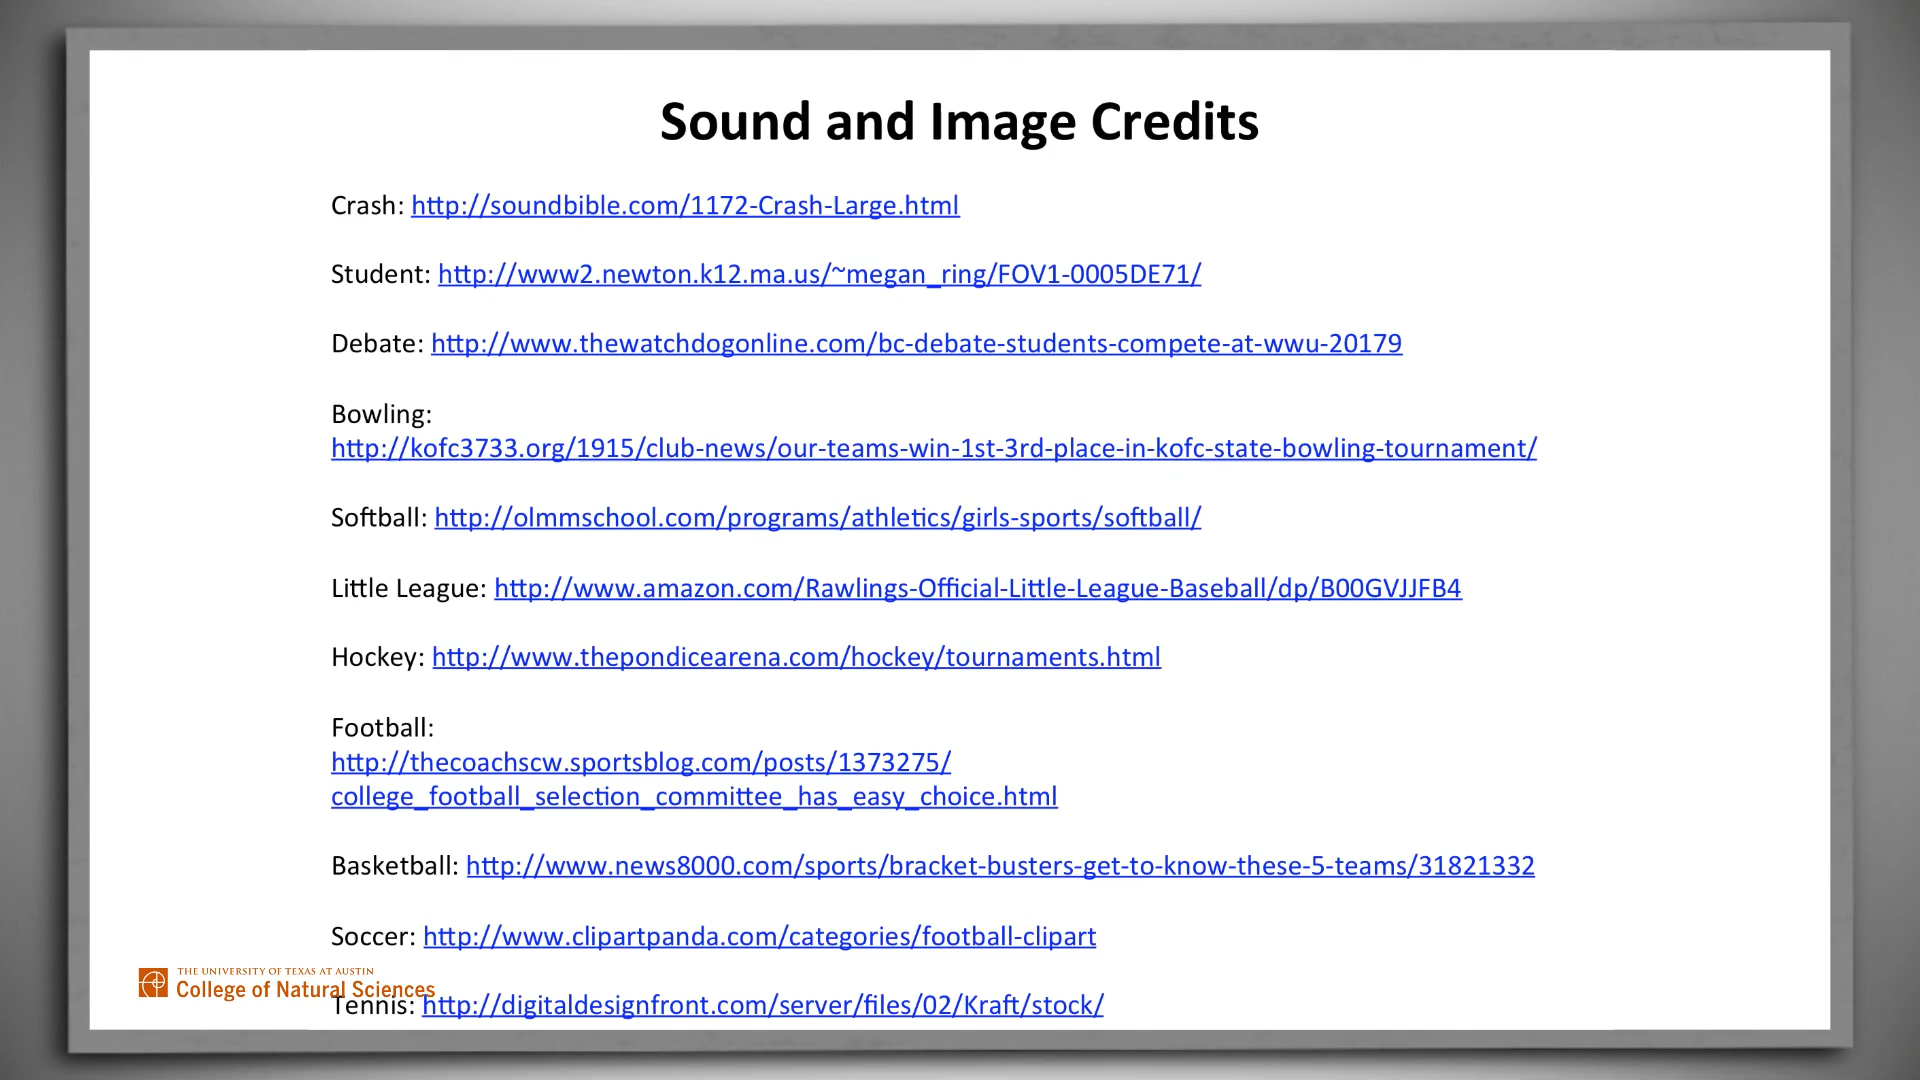 Sound and Image Credits
Crash: http://soundbible.com/1172-Crash-Large.html
Student: http://www2.newton.k12.ma.us/~megan_ring/FOV1-0005DE71/
Debate: http://www.thewatchdogonline.com/bc-debate-students-compete-at-wwu-20179
Bowling:
http://kofc3733.org/1915/club-news/our-teams-win-1st-3rd-place-in-kofc-state-bowling-tournament/
Softball: http://olmmschool.com/programs/athletics/girls-sports/softball/
Little League: http://www.amazon.com/Rawlings-Official-Little-League-Baseball/dp/B00GVJJFB4
Hockey: http://www.thepondicearena.com/hockey/tournaments.html
Football:
http://thecoachscw.sportsblog.com/posts/1373275/
college_football_selection_committee_has_easy_choice.html
Basketball: http://www.news8000.com/sports/bracket-busters-get-to-know-these-5-teams/31821332
Soccer: http://www.clipartpanda.com/categories/football-clipart
THE UNIVERSITY OF TEXAS AT AUSTIN
College of Natural Sciences
Tennis: http://digitaldesignfront.com/server/files/02/Kraft/stock/